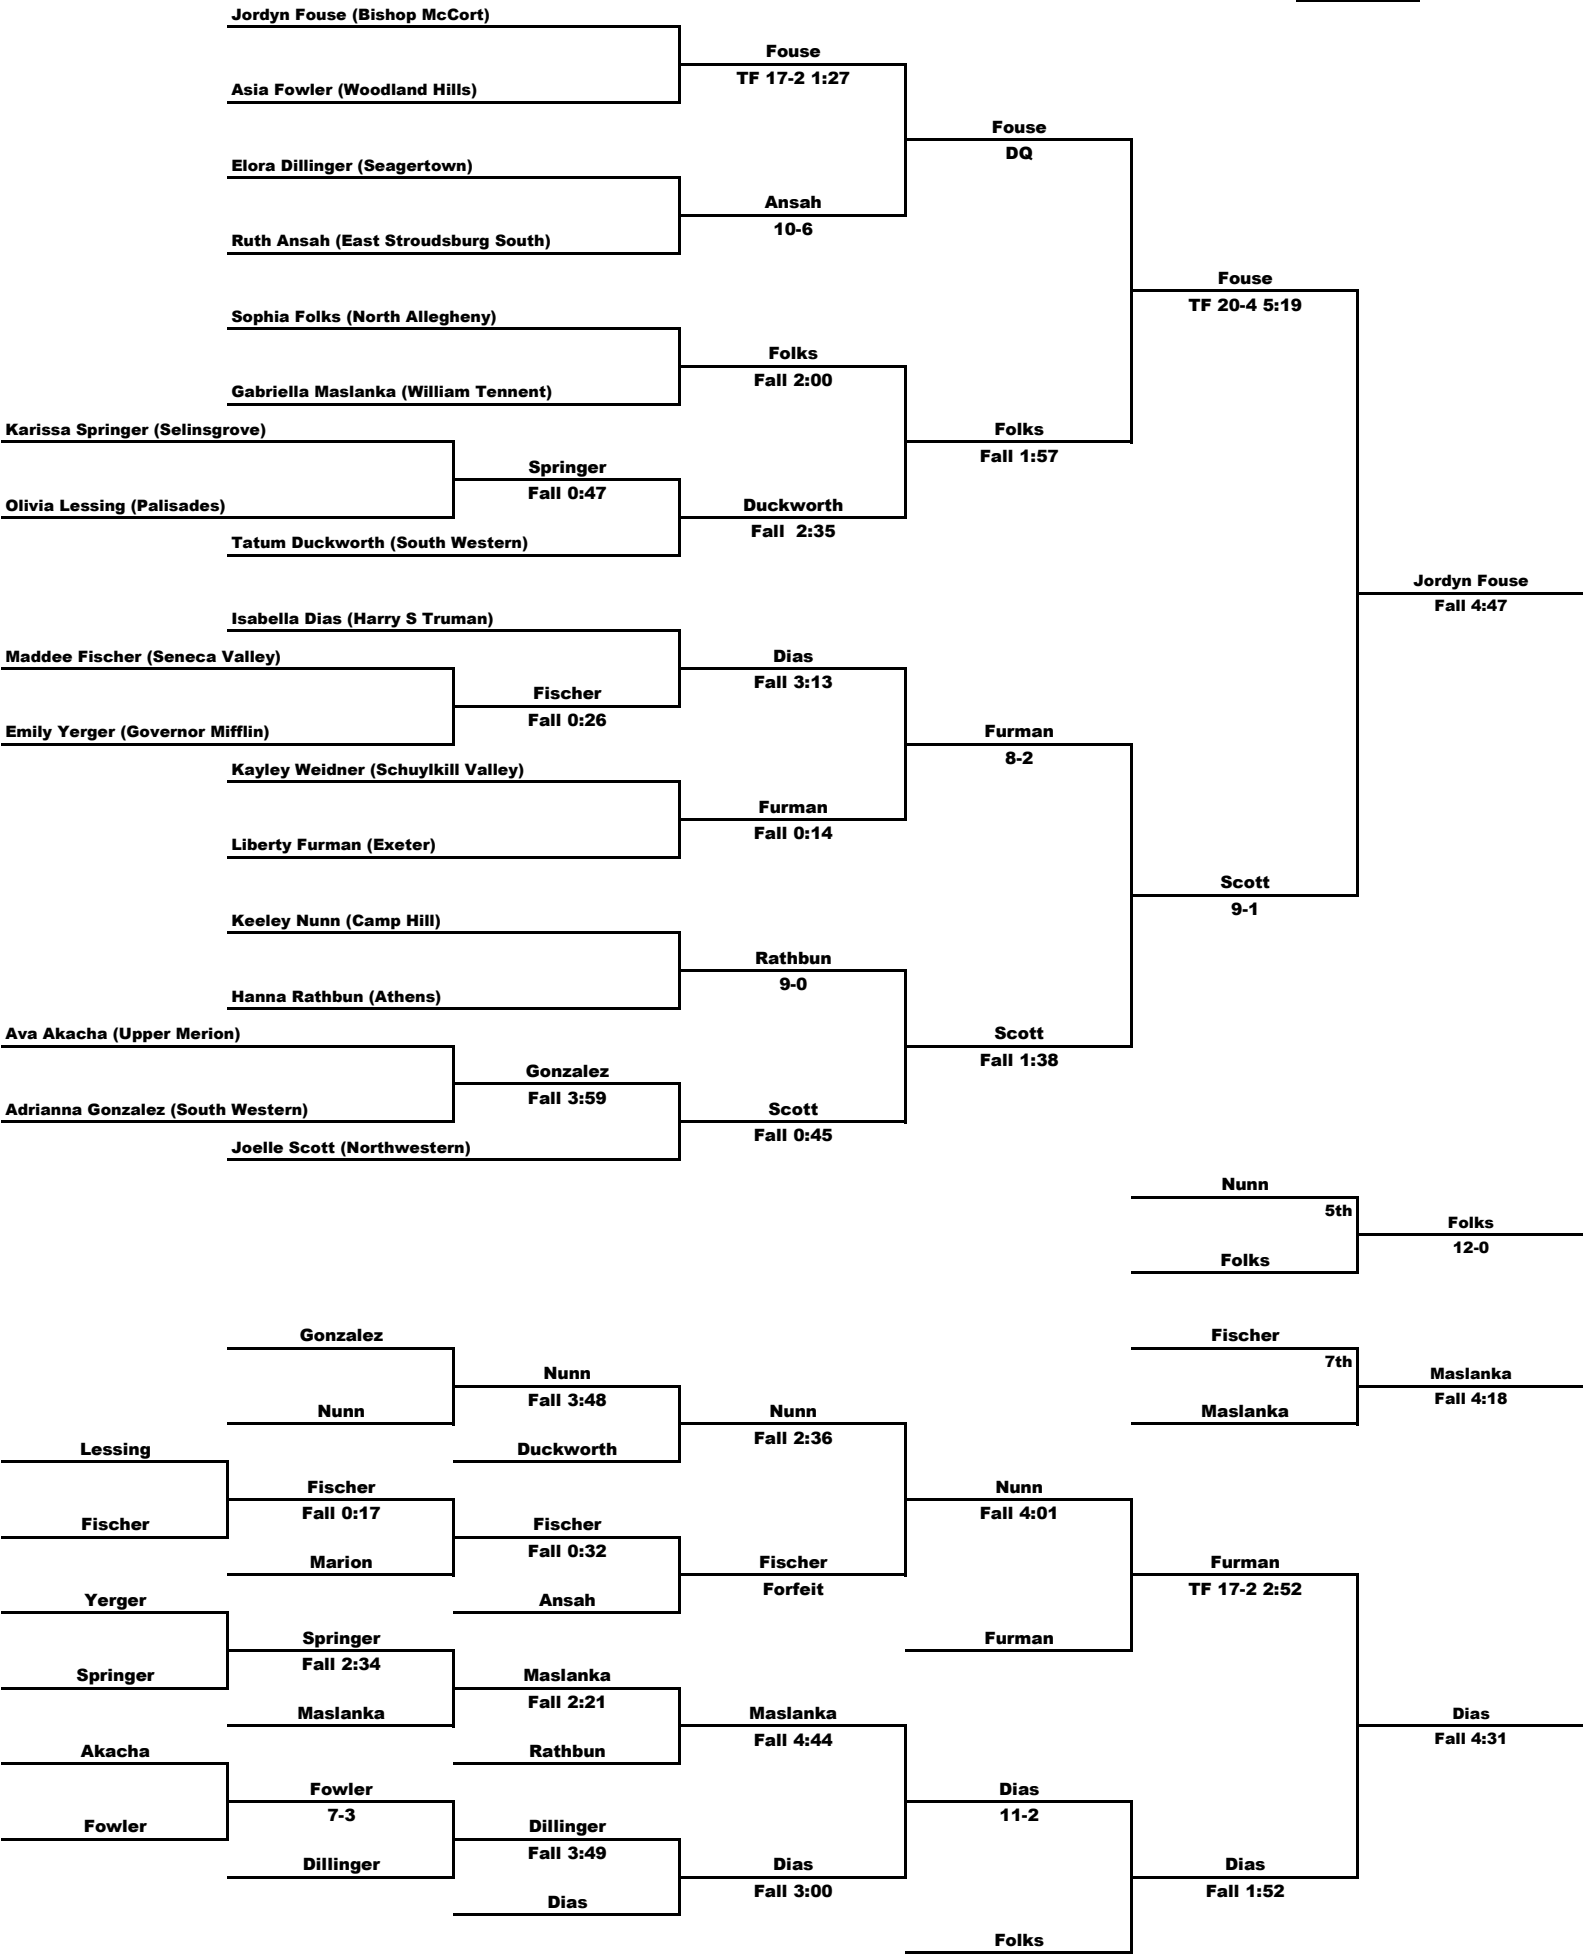 Jordyn Fouse (Bishop McCort)
Fouse
TF 17-2 1:27
Asia Fowler (Woodland Hills)
Fouse
DQ
Elora Dillinger (Seagertown)
Ansah
10-6
Ruth Ansah (East Stroudsburg South)
Fouse
TF 20-4 5:19
Sophia Folks (North Allegheny)
Folks
Fall 2:00
Gabriella Maslanka (William Tennent)
Karissa Springer (Selinsgrove)
Folks
Fall 1:57
Springer
Fall 0:47
Olivia Lessing (Palisades)
Duckworth
Fall  2:35
Tatum Duckworth (South Western)
Jordyn Fouse
Fall 4:47
Isabella Dias (Harry S Truman)
Maddee Fischer (Seneca Valley)
Dias
Fall 3:13
Fischer
Fall 0:26
Emily Yerger (Governor Mifflin)
Furman
8-2
Kayley Weidner (Schuylkill Valley)
Furman
Fall 0:14
Liberty Furman (Exeter)
Scott
9-1
Keeley Nunn (Camp Hill)
Rathbun
9-0
Hanna Rathbun (Athens)
Ava Akacha (Upper Merion)
Scott
Fall 1:38
Gonzalez
Fall 3:59
Adrianna Gonzalez (South Western)
Scott
Fall 0:45
Joelle Scott (Northwestern)
Nunn
5th
Folks
12-0
Folks
Gonzalez
Fischer
7th
Nunn
Fall 3:48
Maslanka
Fall 4:18
Nunn
Nunn
Fall 2:36
Maslanka
Lessing
Duckworth
Fischer
Fall 0:17
Nunn
Fall 4:01
Fischer
Fischer
Fall 0:32
Marion
Fischer
Forfeit
Furman
TF 17-2 2:52
Yerger
Ansah
Springer
Fall 2:34
Furman
Springer
Maslanka
Fall 2:21
Maslanka
Maslanka
Fall 4:44
Dias
Fall 4:31
Akacha
Rathbun
Fowler
7-3
Dias
11-2
Fowler
Dillinger
Fall 3:49
Dillinger
Dias
Fall 3:00
Dias
Fall 1:52
Dias
Folks